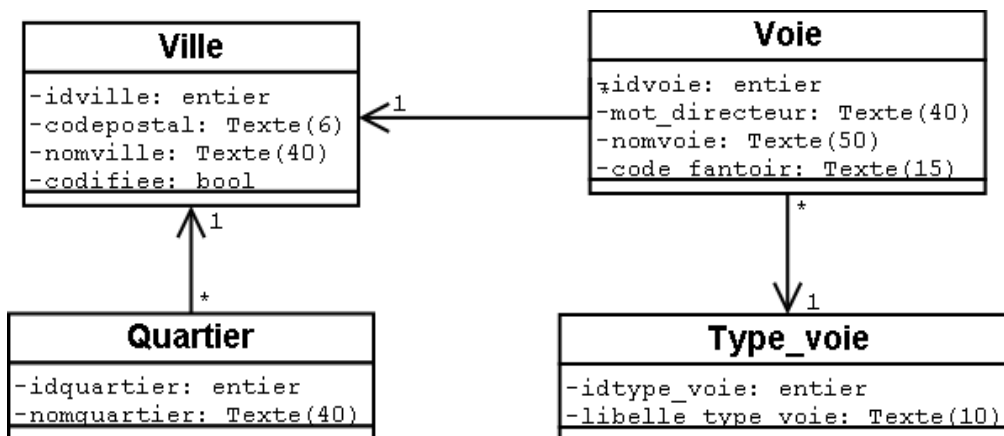 Ville
-idville: entier
-codepostal: Texte(6)
-nomville: Texte(40)
-codifiee: bool
1
Voie
-idvoie: entier
-mot_directeur: Texte(40)
-nomvoie: Texte(50)
-code_fantoir: Texte(15)
1
*
*
1
Quartier
-idquartier: entier
-nomquartier: Texte(40)
Type_voie
-idtype_voie: entier
-libelle_type_voie: Texte(10)